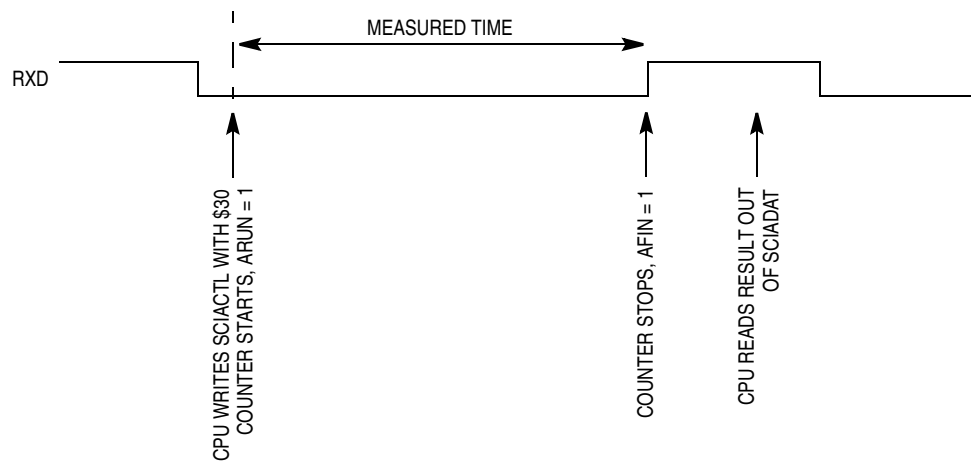 MEASURED TIME
RXD
CPU WRITES SCIACTL WITH $30
COUNTER STARTS, ARUN = 1
COUNTER STOPS, AFIN = 1
CPU READS RESULT OUT
OF SCIADAT